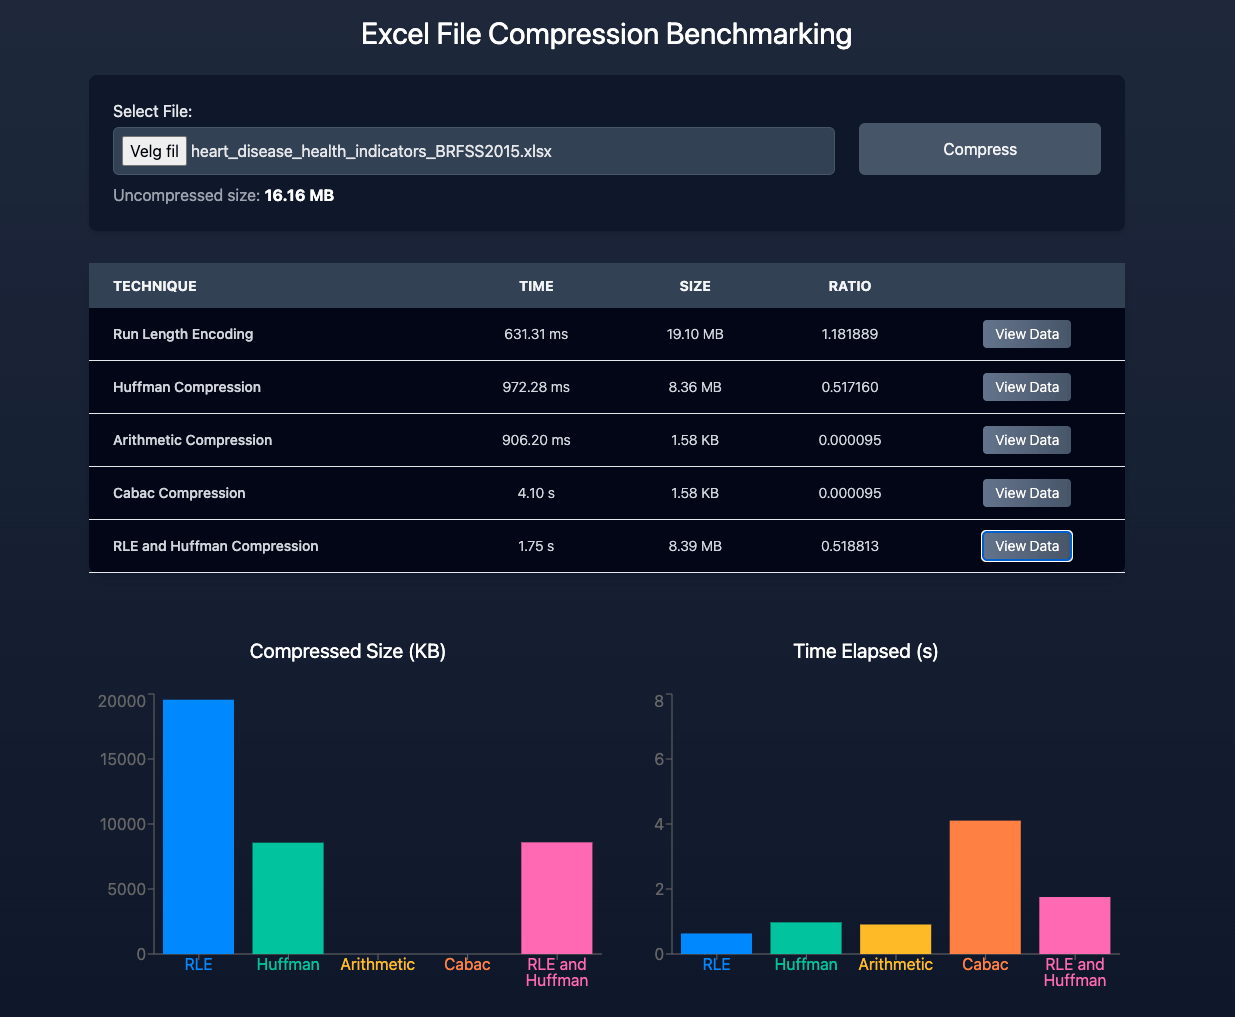 Excel File Compression Benchmarking
Select File:
Velg fil heart_disease_health_indicators_BRFSS2015.xlsx
Compress
Uncompressed size: 16.16 MB
TECHNIQUE TIME SIZE RATIO
Run Length Encoding 631.31 ms 19.10 MB 1.181889 View Data
Huffman Compression 972.28 ms 8.36 MB 0.517160 View Data
Arithmetic Compression 906.20 ms 1.58 KB 0.000095 View Data
Cabac Compression 4.10 s 1.58 KB 0.000095 View Data
RLE and Huffman Compression 1.75 s 8.39 MB 0.518813 View Data
Compressed Size (KB)
20000
15000
10000
5000
0
RLE Huffman Arithmetic Cabac RLE and
Huffman
Time Elapsed (s)
8
6
4
2
0
RLE Huffman Arithmetic Cabac RLE and
Huffman